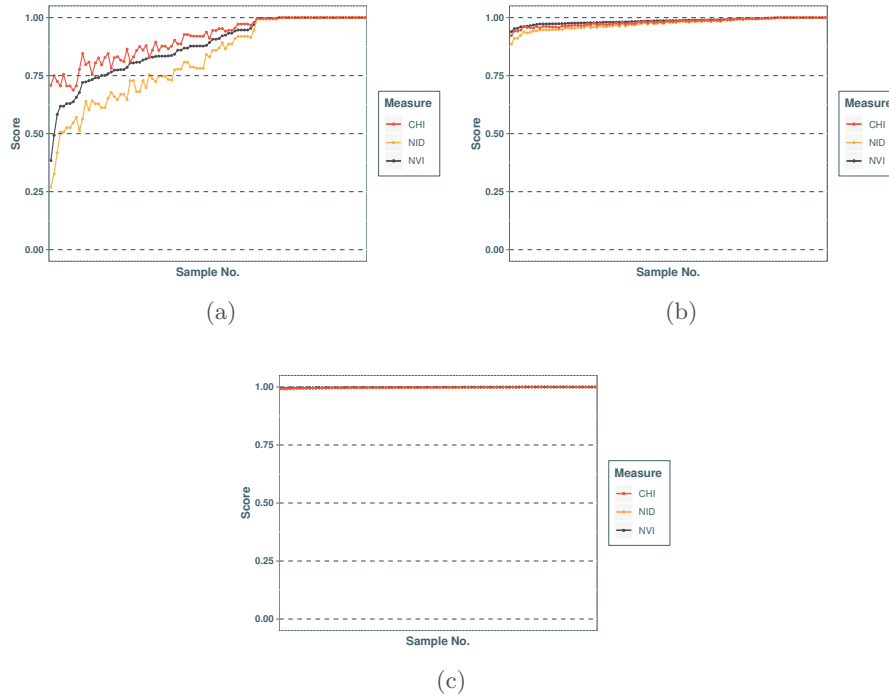 1.00
0.75
0.50
0.25
0.00
Score
Sample No.
Measure
CHI
NID
NVI
(a)
1.00
0.75
0.50
0.25
0.00
Score
Sample No.
Measure
CHI
NID
NVI
(b)
1.00
0.75
0.50
0.25
0.00
Score
Sample No.
Measure
CHI
NID
NVI
(c)